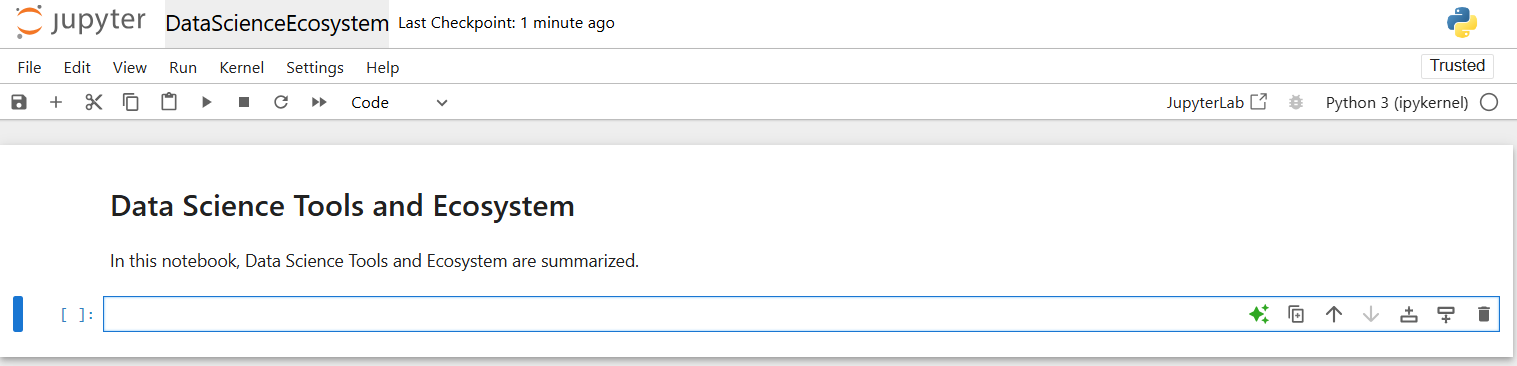 jupyter DataScienceEcosystem Last Checkpoint: 1 minute ago
File Edit View Run Kernel Settings Help Trusted
Code JupyterLab Python 3 (ipykernel)
Data Science Tools and Ecosystem
In this notebook, Data Science Tools and Ecosystem are summarized.
[ ]: